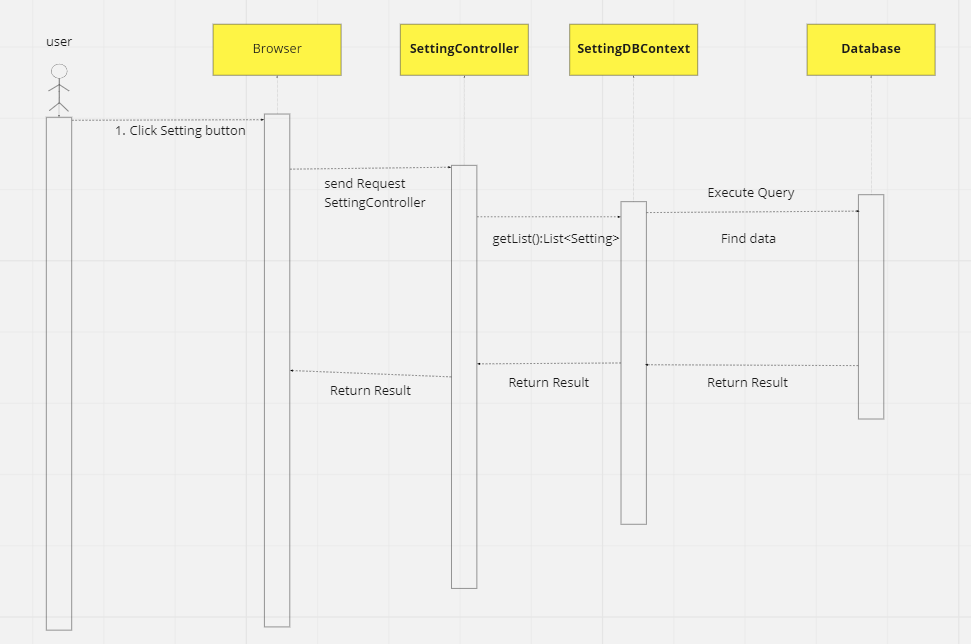 user
Browser
SettingController
SettingDBContext
Database
1. Click Setting button
send Request
SettingController
getList():List<Setting>
Execute Query
Find data
Return Result
Return Result
Return Result